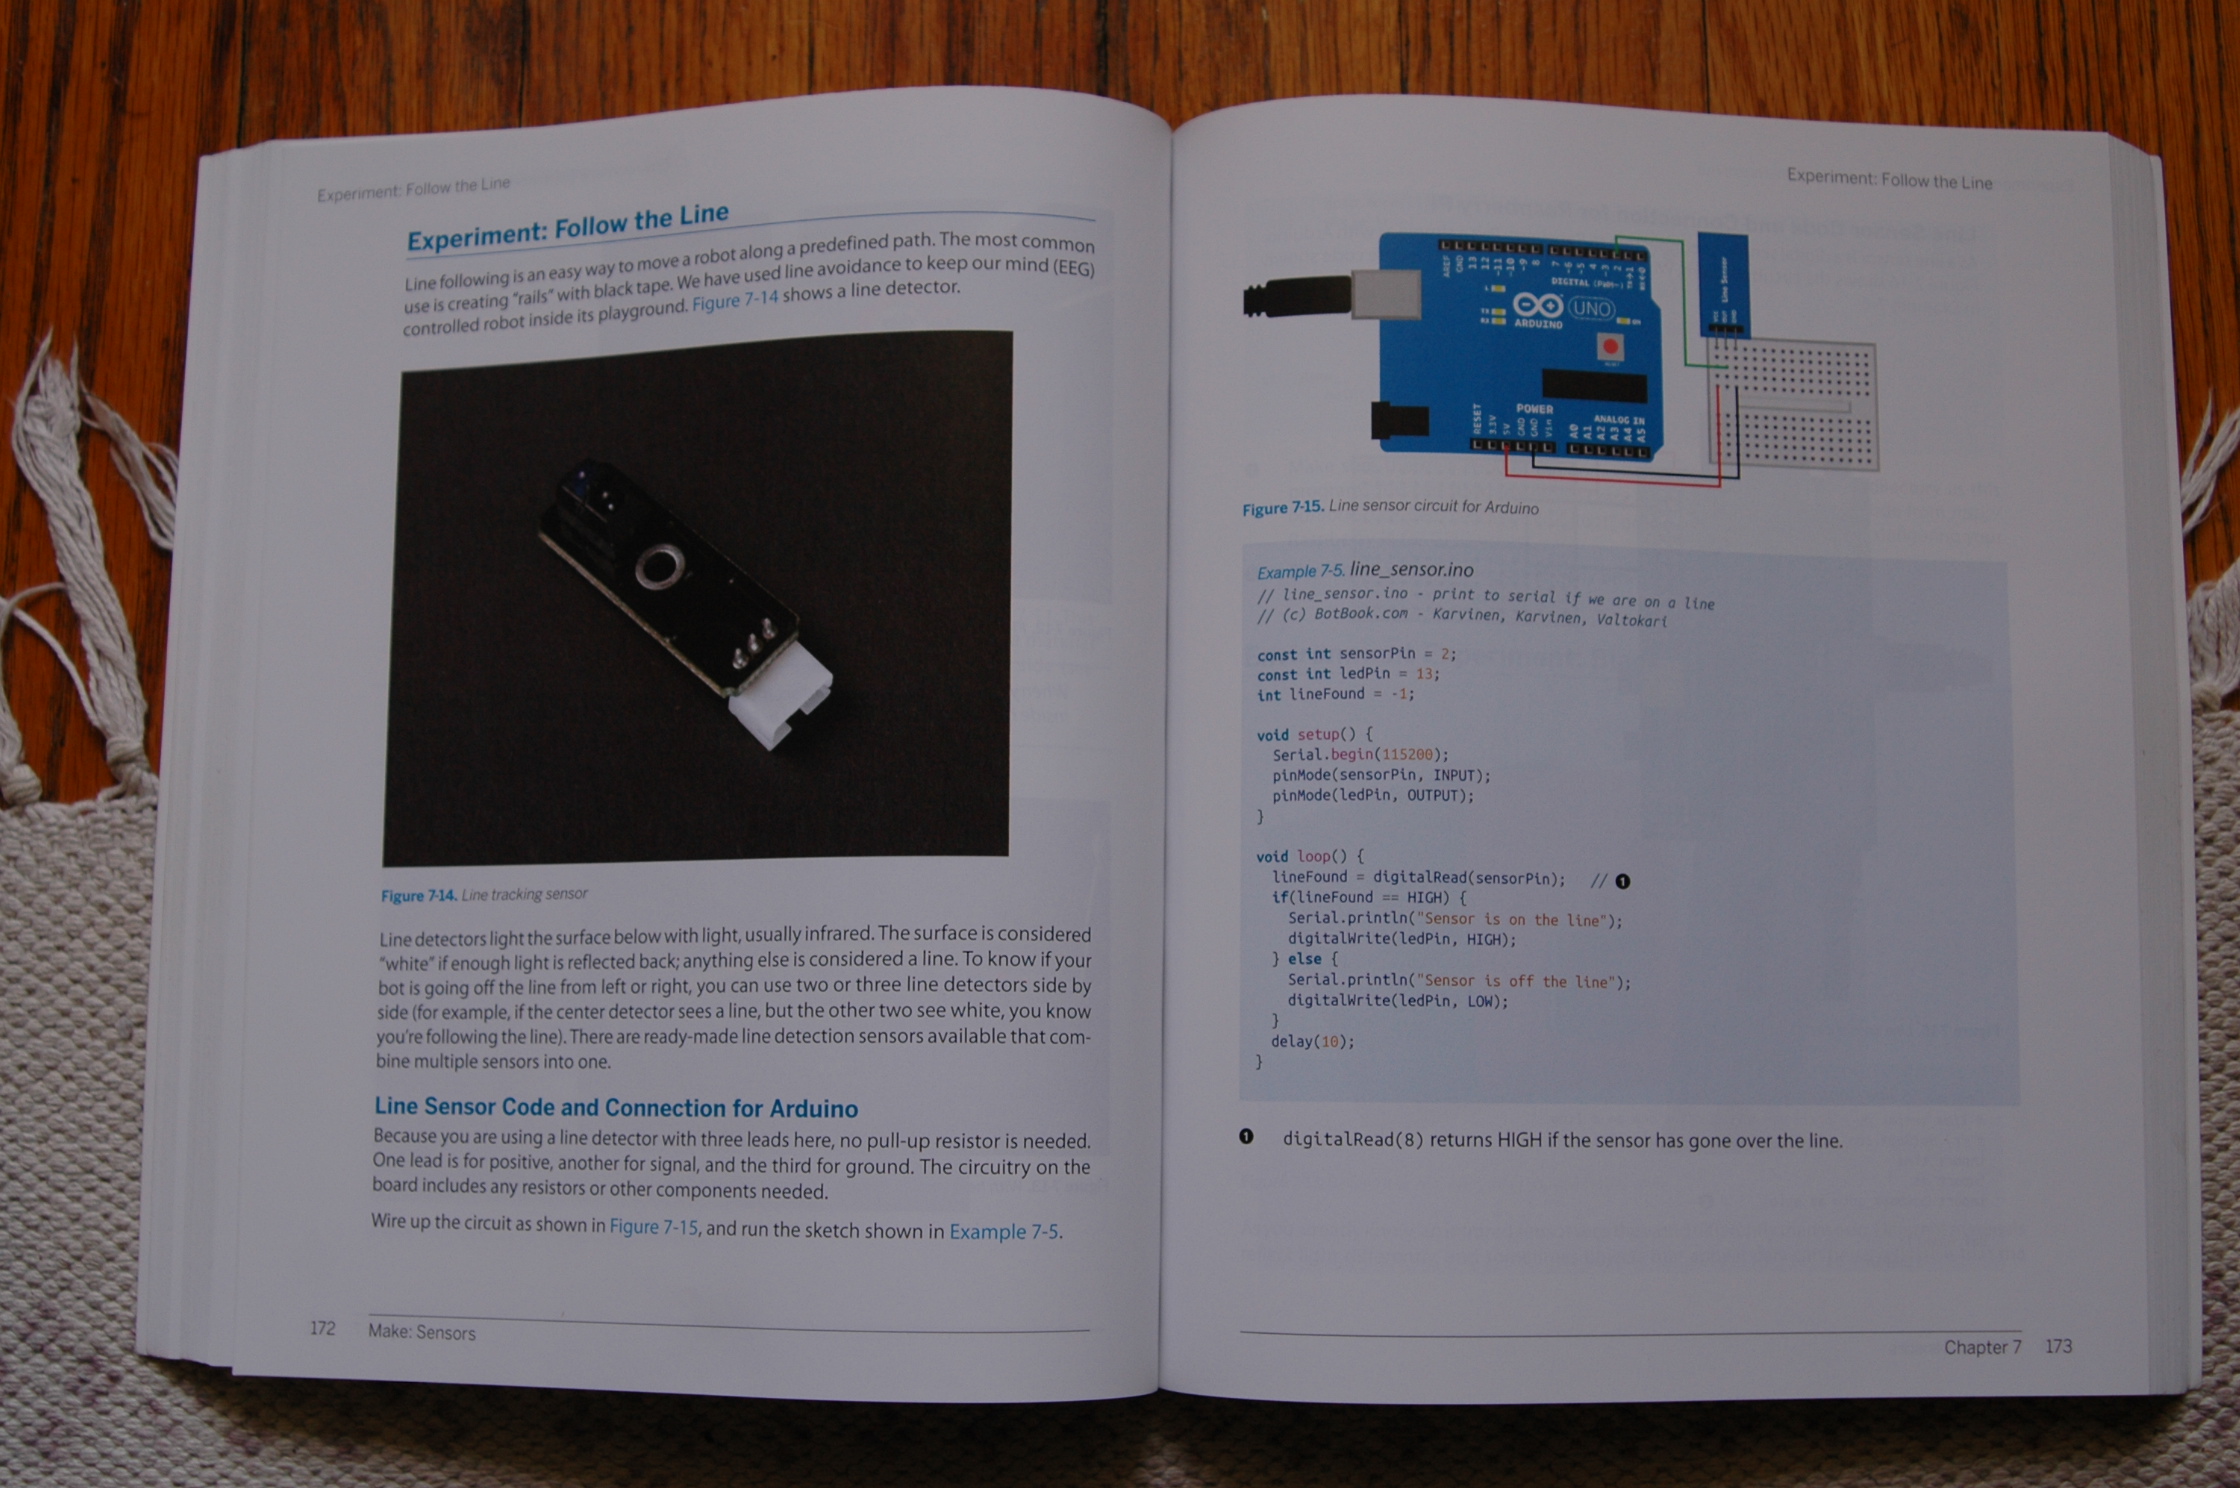 Experiment: Follow the Line
Experiment: Follow the Line
Line following is an easy way to move a robot along a predefined path. The most common
use is creating "rails" with black tape. We have used line avoidance to keep our mind (EEG)
controlled robot inside its playground. Figure 7-14 shows a line detector.
Figure 7-14. Line tracking sensor
Line detectors light the surface below with light, usually infrared. The surface is considered
"white" if enough light is reflected back; anything else is considered a line. To know if your
bot is going off the line from left or right, you can use two or three line detectors side by
side (for example, if the center detector sees a line, but the other two see white, you know
you're following the line). There are ready-made line detection sensors available that com-
bine multiple sensors into one.
Line Sensor Code and Connection for Arduino
Because you are using a line detector with three leads here, no pull-up resistor is needed.
One lead is for positive, another for signal, and the third for ground. The circuitry on the
board includes any resistors or other components needed.
Wire up the circuit as shown in Figure 7-15, and run the sketch shown in Example 7-5.
172 Make: Sensors
Experiment: Follow the Line
AREF
GND
DIGITAL (PWM~)
UNO
ARDUINO
ON
RESET
3.3V
5V
GND
GND
Vin
POWER
A0
A1
A2
A3
A4
A5
ANALOG IN
Line Sensor
VCC
OUT
GND
Figure 7-15. Line sensor circuit for Arduino
Example 7-5. line_sensor.ino
// line_sensor.ino - print to serial if we are on a line
// (c) BotBook.com - Karvinen, Karvinen, Valtokari
const int sensorPin = 2;
const int ledPin = 13;
int lineFound = -1;
void setup() {
Serial.begin(115200);
pinMode(sensorPin, INPUT);
pinMode(ledPin, OUTPUT);
}
void loop() {
lineFound = digitalRead(sensorPin); // ❶
if(lineFound == HIGH) {
Serial.println("Sensor is on the line");
digitalWrite(ledPin, HIGH);
} else {
Serial.println("Sensor is off the line");
digitalWrite(ledPin, LOW);
}
delay(10);
}
❶ digitalRead(8) returns HIGH if the sensor has gone over the line.
Chapter 7 173